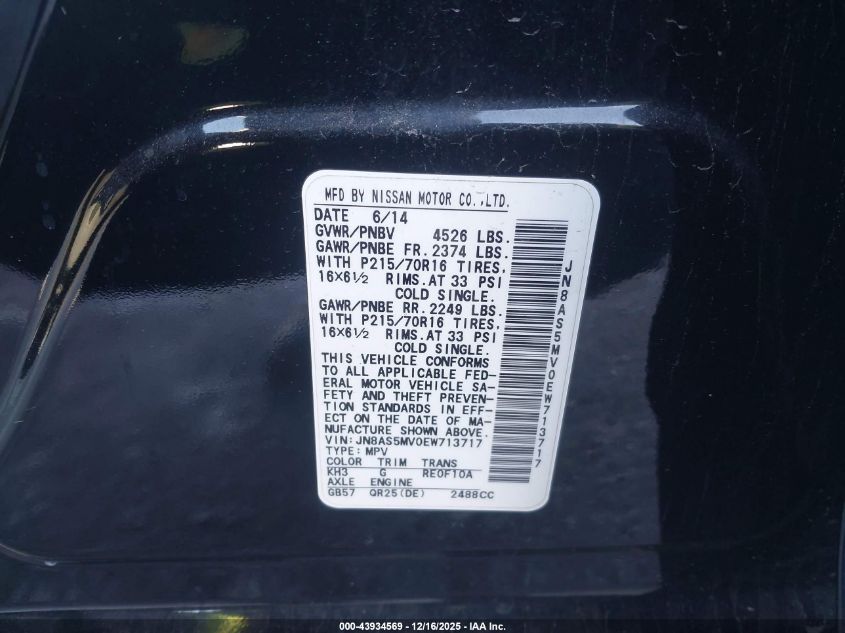 MFD BY NISSAN MOTOR CO.,LTD.
DATE 6/14
GVWR/PNBV 4526 LBS.
GAWR/PNBE FR. 2374 LBS.
WITH P215/70R16 TIRES,
16×6½ RIMS.AT 33 PSI
COLD SINGLE.
GAWR/PNBE RR. 2249 LBS.
WITH P215/70R16 TIRES,
16×6½ RIMS.AT 33 PSI
COLD SINGLE.
THIS VEHICLE CONFORMS
TO ALL APPLICABLE FED-
ERAL MOTOR VEHICLE SA-
FETY AND THEFT PREVEN-
TION STANDARDS IN EFF-
ECT ON THE DATE OF MA-
NUFACTURE SHOWN ABOVE.
VIN: JN8AS5MV0EW713717
TYPE: MPV
COLOR TRIM TRANS
KH3 G RE0F10A
AXLE ENGINE
GB57 QR25(DE) 2488CC
JN8AS5MV0EW713717
000-43934569 - 12/16/2025 - IAA Inc.